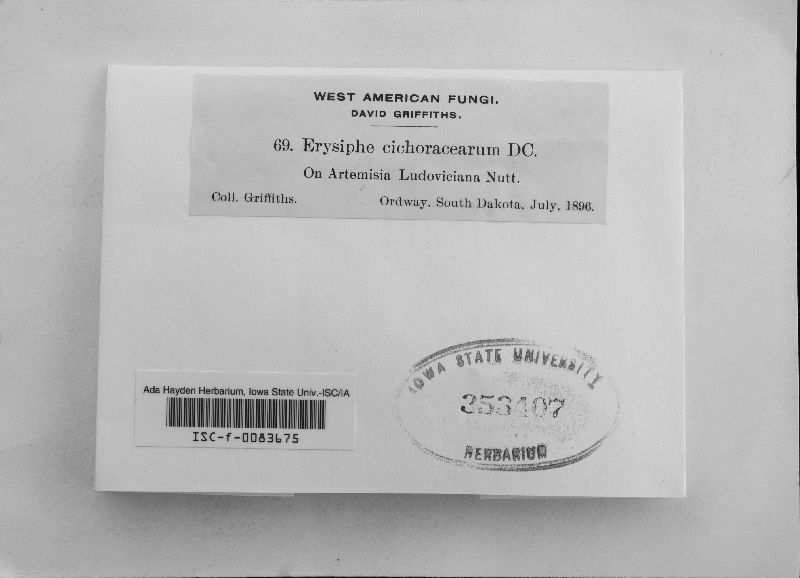 WEST AMERICAN FUNGI.
DAVID GRIFFITHS.
69. Erysiphe cichoracearum DC.
On Artemisia Ludoviciana Nutt.
Coll. Griffiths. Ordway, South Dakota, July, 1896.
Ada Hayden Herbarium, Iowa State Univ.-ISC/IA
ISC-f-0083675
IOWA STATE UNIVERSITY
353407
HERBARIUM